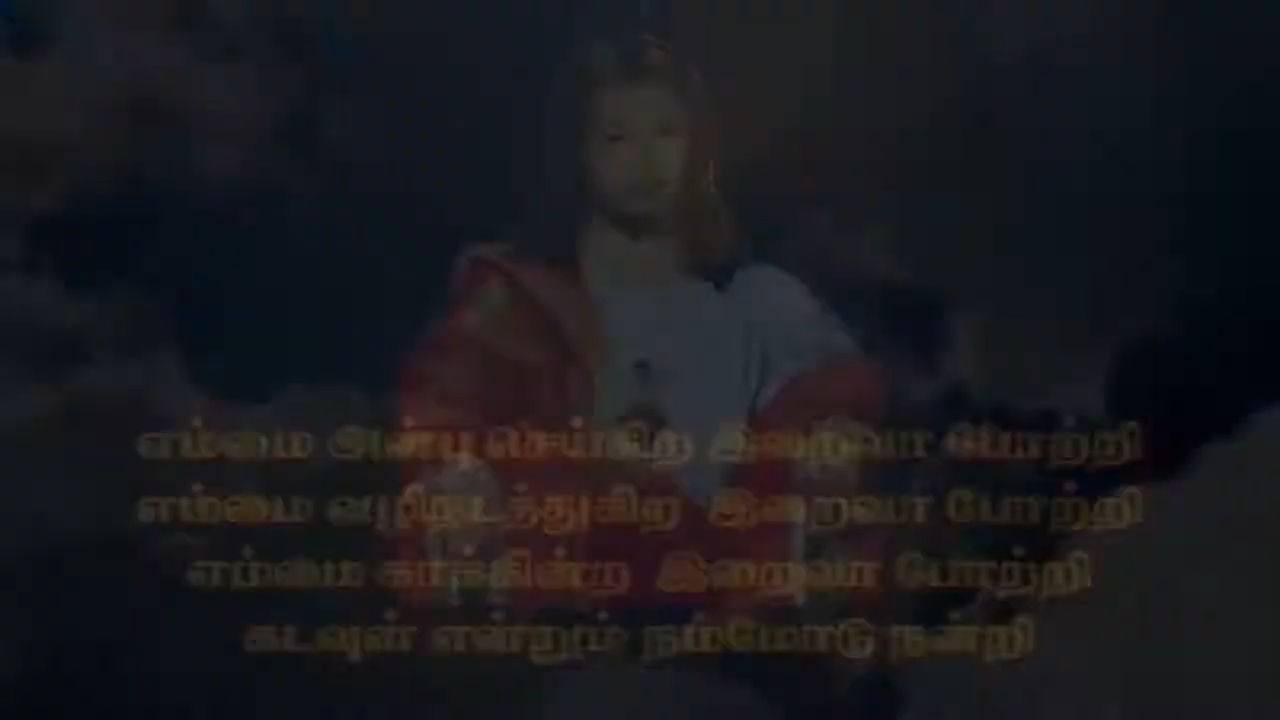 எம்மை அன்பு செய்கிற இறைவா போற்றி
எம்மை வழிநடத்துகிற இறைவா போற்றி
எம்மை காக்கின்ற இறைவா போற்றி
கடவுள் என்றும் நம்மோடு நன்றி